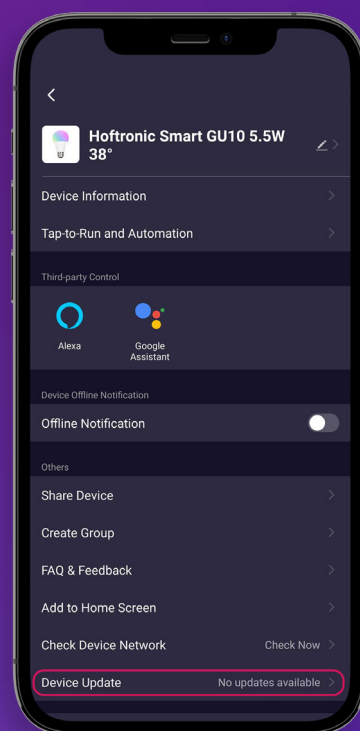 Hoftronic Smart GU10 5.5W
38°
Device Information
Tap-to-Run and Automation
Third-party Control
Alexa
Google
Assistant
Device Offline Notification
Offline Notification
Others
Share Device
Create Group
FAQ & Feedback
Add to Home Screen
Check Device Network Check Now
Device Update No updates available